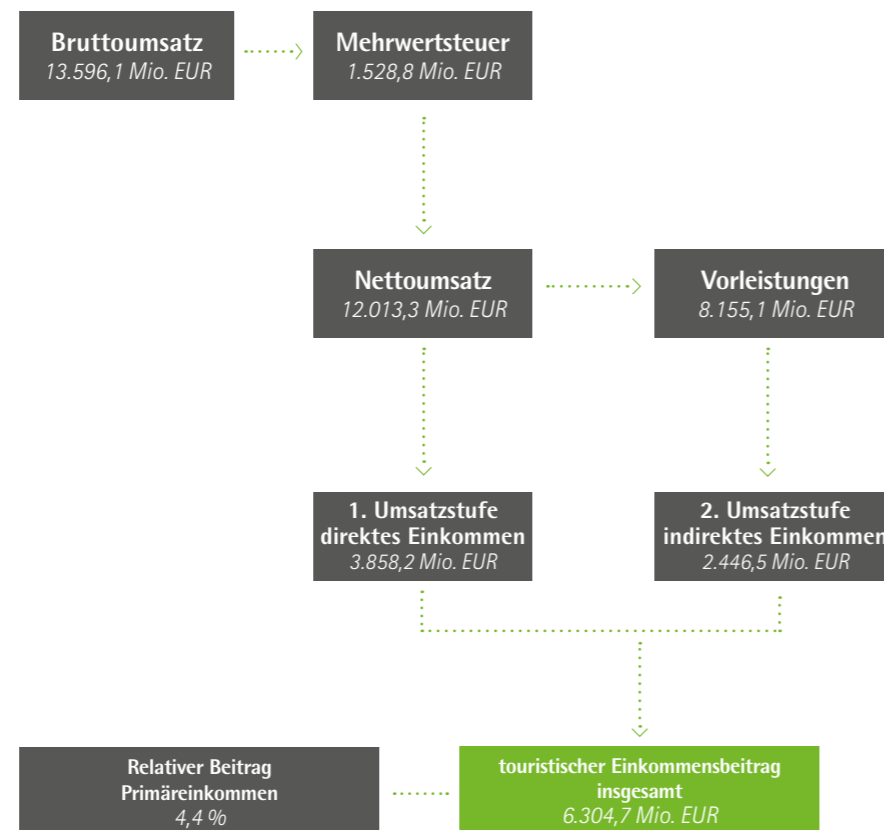 Bruttoumsatz
13.596,1 Mio. EUR
Mehrwertsteuer
1.528,8 Mio. EUR
Nettoumsatz
12.013,3 Mio. EUR
Vorleistungen
8.155,1 Mio. EUR
1. Umsatzstufe
direktes Einkommen
3.858,2 Mio. EUR
2. Umsatzstufe
indirektes Einkommen
2.446,5 Mio. EUR
Relativer Beitrag
Primäreinkommen
4,4 %
touristischer Einkommensbeitrag
insgesamt
6.304,7 Mio. EUR